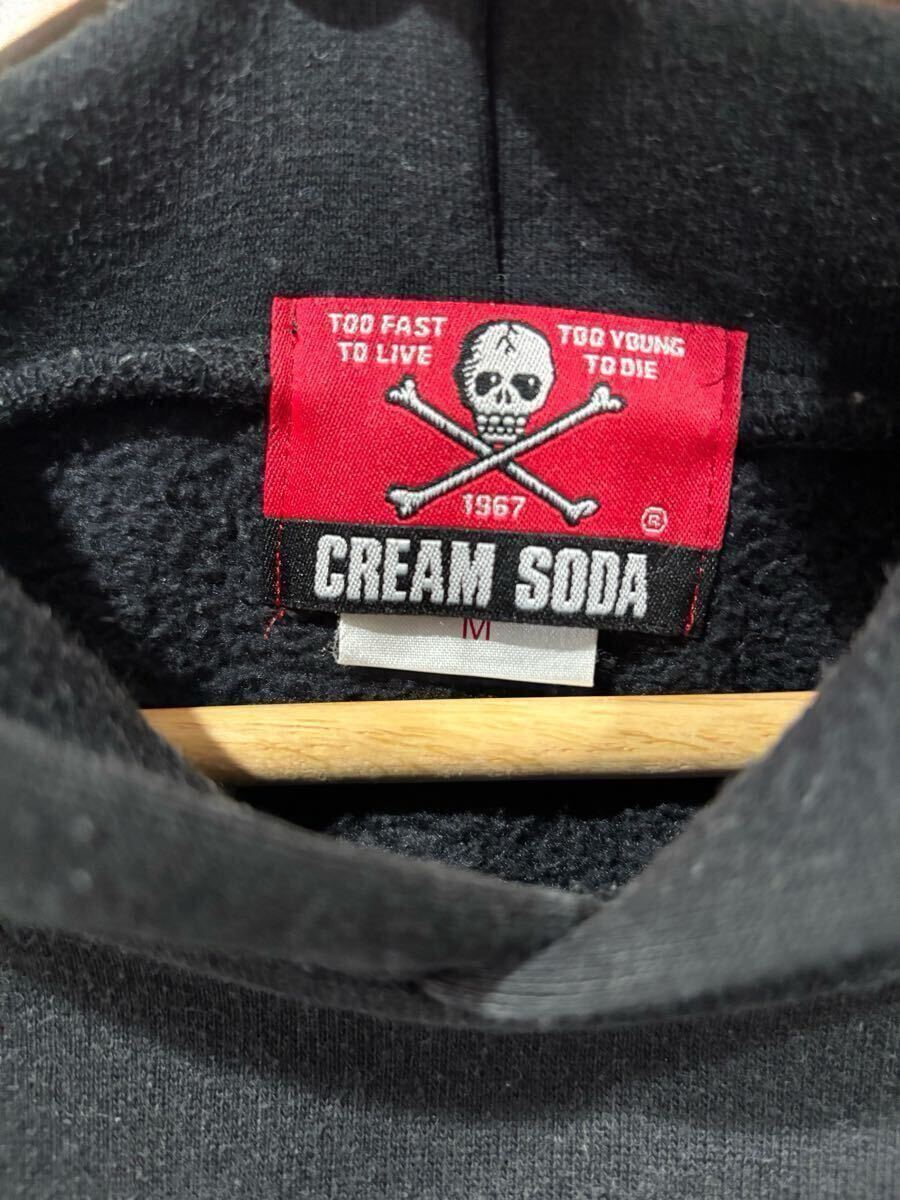 TOO FAST
TO LIVE
TOO YOUNG
TO DIE
1967
®
CREAM SODA
M